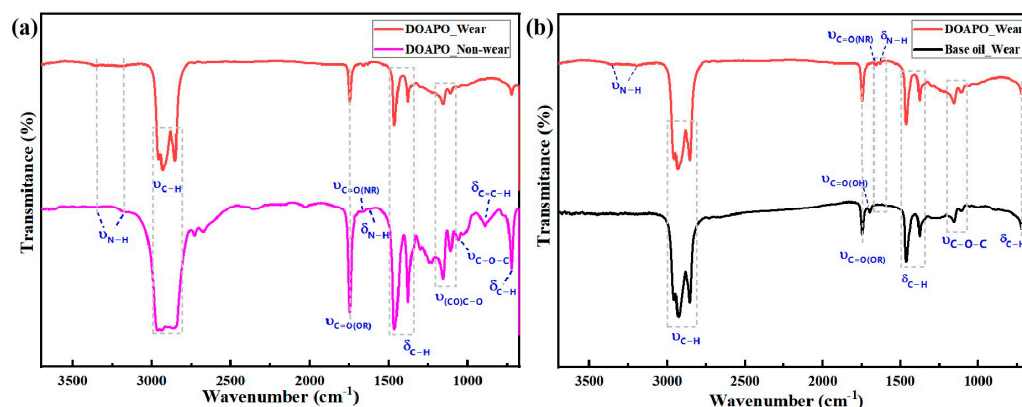 (a)
DOAPO_Wear
DOAPO_Non-wear
υN−H
υC−H
υC=O(NR)
δN−H
υC=O(OR)
δC−H
υ(CO)C−O
υC−O−C
δC=C−H
δC−H
Transmitance (%)
3500 3000 2500 2000 1500 1000
Wavenumber (cm-1)
(b)
DOAPO_Wear
Base oil_Wear
υN−H
υC=O(NR)
δN−H
υC=O(OH)
υC=O(OR)
υC−H
δC−H
υC−O−C
δC−H
Transmitance (%)
3500 3000 2500 2000 1500 1000
Wavenumber (cm-1)